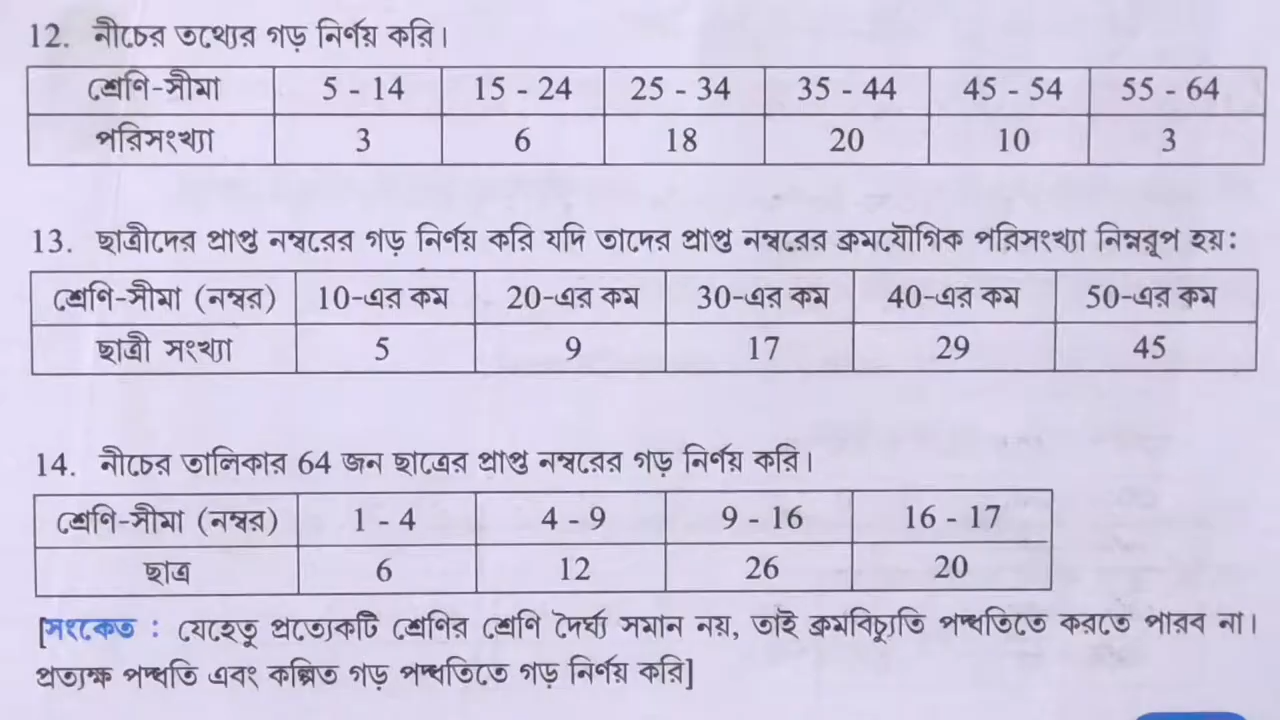 12. নীচের তথ্যের গড় নির্ণয় করি।
শ্রেণি-সীমা 5 - 14 15 - 24 25 - 34 35 - 44 45 - 54 55 - 64
পরিসংখ্যা 3 6 18 20 10 3
13. ছাত্রীদের প্রাপ্ত নম্বরের গড় নির্ণয় করি যদি তাদের প্রাপ্ত নম্বরের ক্রমযৌগিক পরিসংখ্যা নিম্নরূপ হয়:
শ্রেণি-সীমা (নম্বর) 10-এর কম 20-এর কম 30-এর কম 40-এর কম 50-এর কম
ছাত্রী সংখ্যা 5 9 17 29 45
14. নীচের তালিকার 64 জন ছাত্রের প্রাপ্ত নম্বরের গড় নির্ণয় করি।
শ্রেণি-সীমা (নম্বর) 1 - 4 4 - 9 9 - 16 16 - 17
ছাত্র 6 12 26 20
[সংকেত : যেহেতু প্রত্যেকটি শ্রেণির শ্রেণি দৈর্ঘ্য সমান নয়, তাই ক্রমবিচ্যুতি পদ্ধতিতে করতে পারব না।
প্রত্যক্ষ পদ্ধতি এবং কল্পিত গড় পদ্ধতিতে গড় নির্ণয় করি]